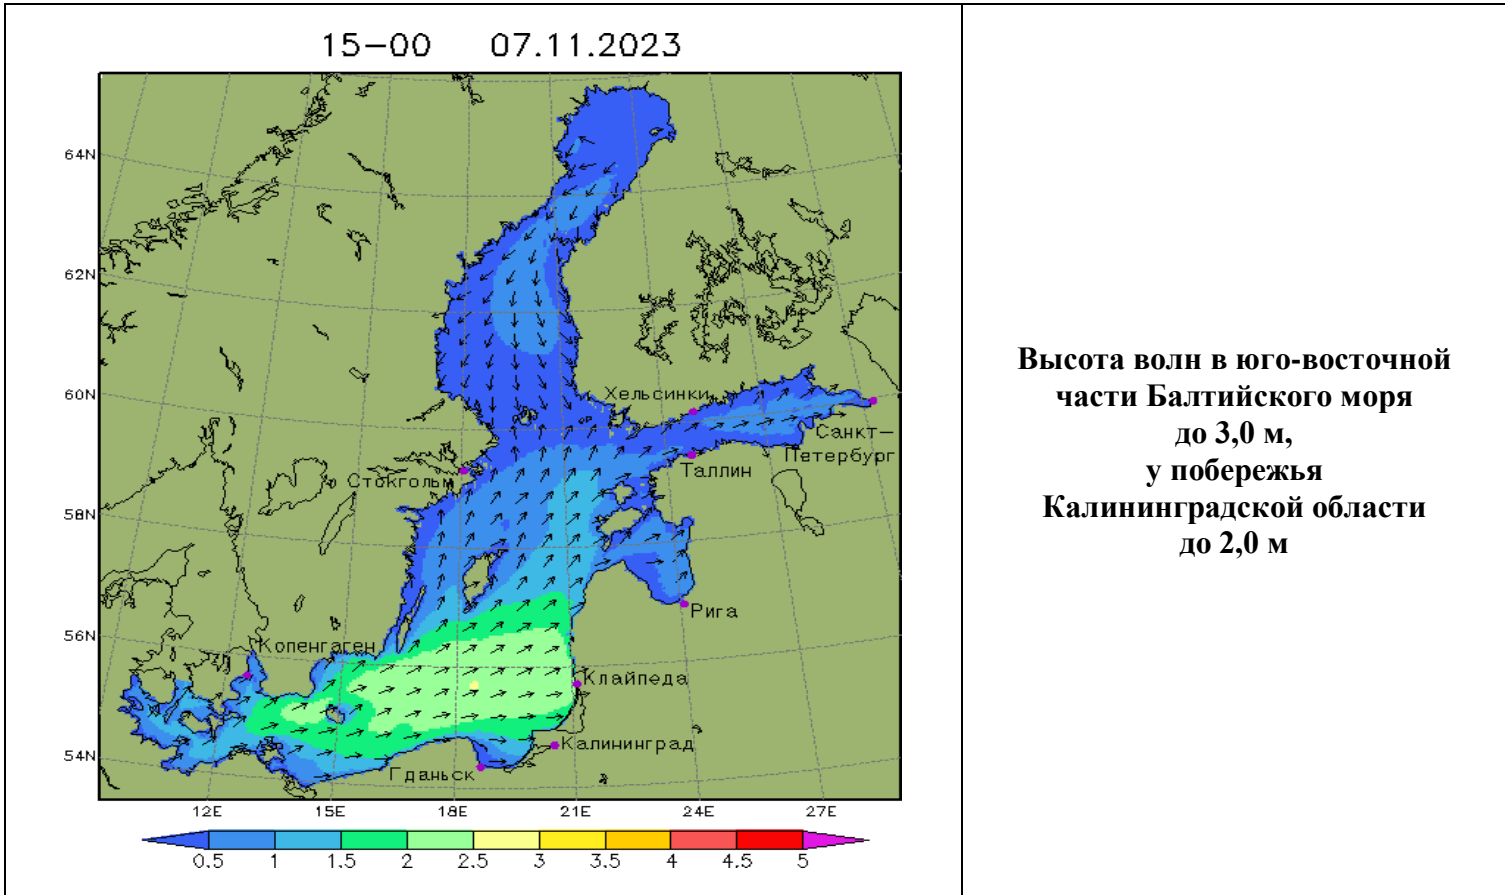 15-00 07.11.2023
64N
62N
Хельсинки
60N
Санкт-
Петербург
Таллин
Стокгольм
58N
Рига
56N
Копенгаген
Клайпеда
Калининград
54N
Гданьск
12E 15E 18E 21E 24E 27E
0.5 1 1.5 2 2.5 3 3.5 4 4.5 5
Высота волн в юго-восточной
части Балтийского моря
до 3,0 м,
у побережья
Калининградской области
до 2,0 м